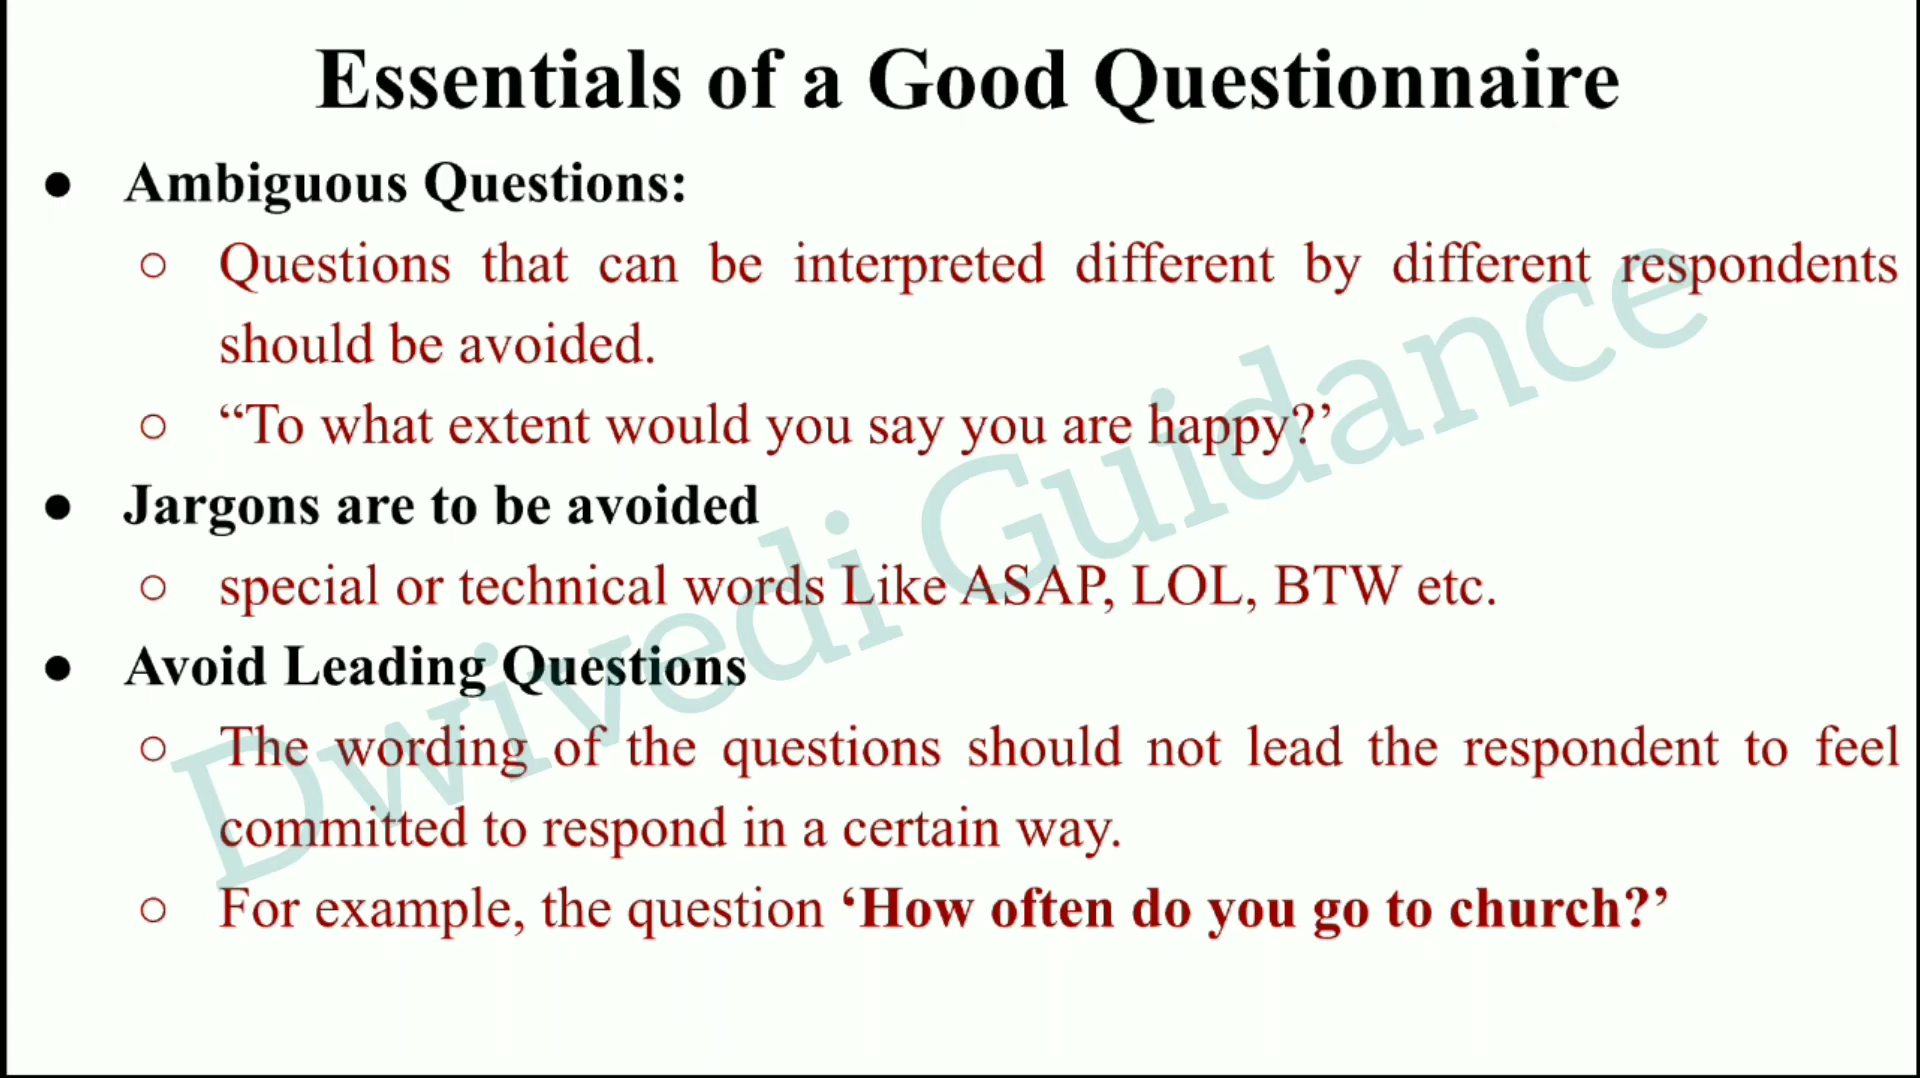 Essentials of a Good Questionnaire
● Ambiguous Questions:
○ Questions that can be interpreted different by different respondents
should be avoided.
○ “To what extent would you say you are happy?’
● Jargons are to be avoided
○ special or technical words Like ASAP, LOL, BTW etc.
● Avoid Leading Questions
○ The wording of the questions should not lead the respondent to feel
committed to respond in a certain way.
○ For example, the question ‘How often do you go to church?’
Dwivedi Guidance